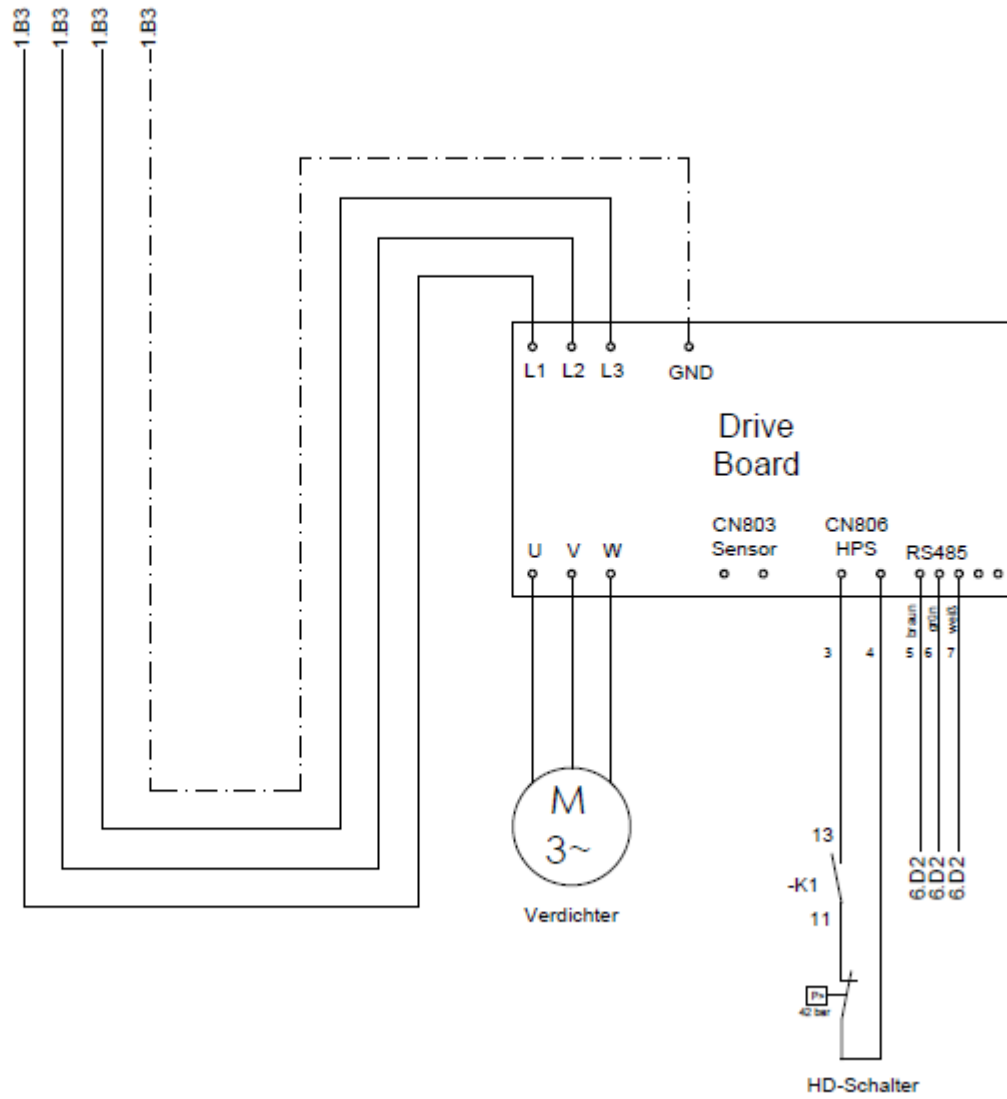 1.B3 1.B3 1.B3 1.B3
L1 L2 L3 GND
Drive
Board
CN803 CN806
Sensor HPS RS485
U V W
braun grün weiß
3 4 5 6 7
M
3~
Verdichter
13
-K1
11
6.D2 6.D2 6.D2
P>
42 bar
HD-Schalter